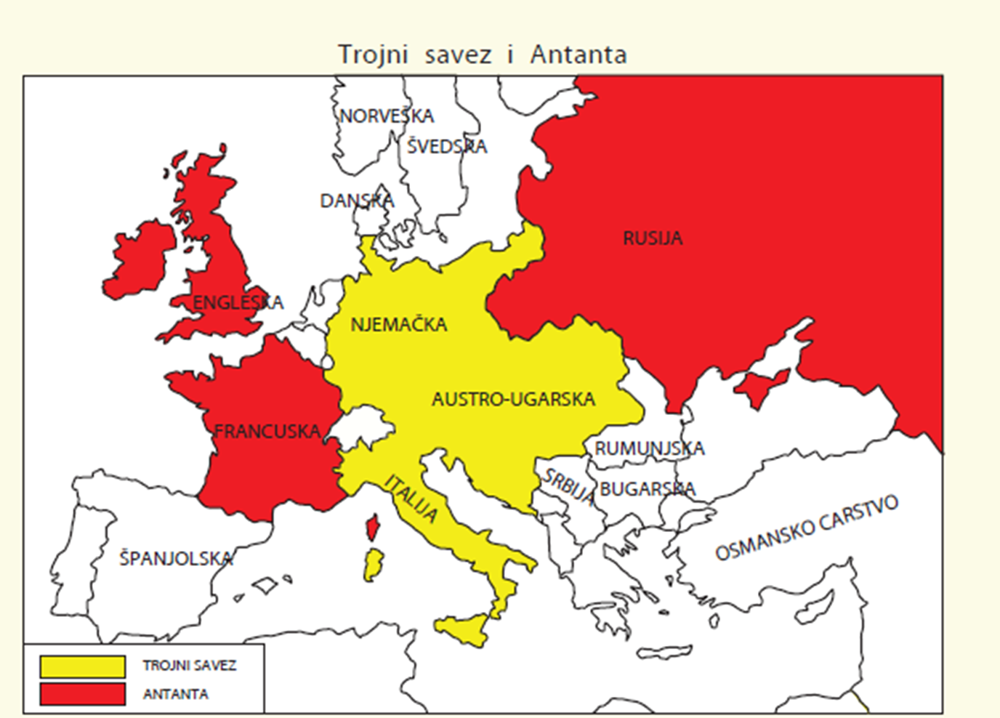 Trojni savez i Antanta
NORVEŠKA
ŠVEDSKA
DANSKA
RUSIJA
ENGLESKA
NJEMAČKA
AUSTRO-UGARSKA
FRANCUSKA
RUMUNJSKA
SRBIJA
BUGARSKA
ITALIJA
OSMANSKO CARSTVO
ŠPANJOLSKA
TROJNI SAVEZ
ANTANTA